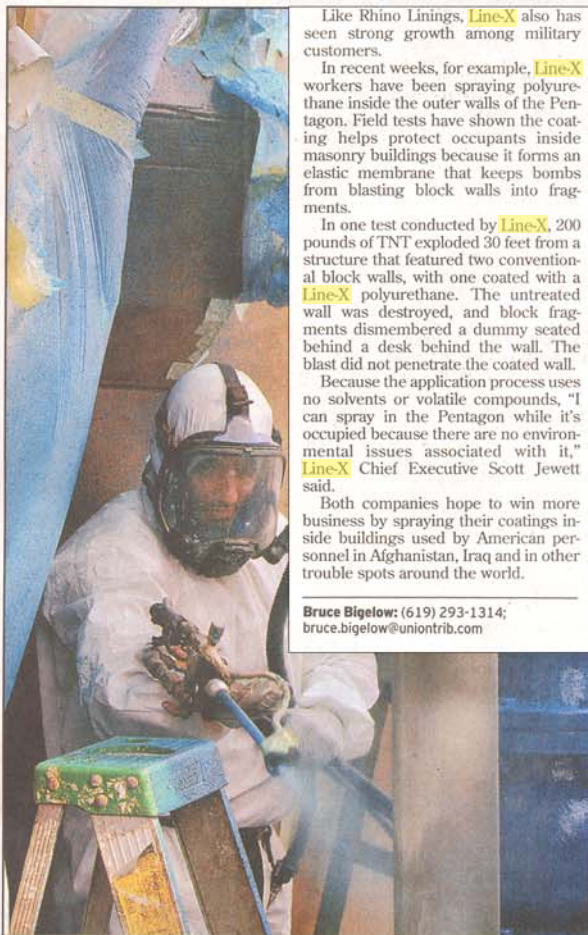 Like Rhino Linings, Line-X also has
seen strong growth among military
customers.
In recent weeks, for example, Line-X
workers have been spraying polyure-
thane inside the outer walls of the Pen-
tagon. Field tests have shown the coat-
ing helps protect occupants inside
masonry buildings because it forms an
elastic membrane that keeps bombs
from blasting block walls into frag-
ments.
In one test conducted by Line-X, 200
pounds of TNT exploded 30 feet from a
structure that featured two convention-
al block walls, with one coated with a
Line-X polyurethane. The untreated
wall was destroyed, and block frag-
ments dismembered a dummy seated
behind a desk behind the wall. The
blast did not penetrate the coated wall.
Because the application process uses
no solvents or volatile compounds, “I
can spray in the Pentagon while it’s
occupied because there are no environ-
mental issues associated with it,”
Line-X Chief Executive Scott Jewett
said.
Both companies hope to win more
business by spraying their coatings in-
side buildings used by American per-
sonnel in Afghanistan, Iraq and in other
trouble spots around the world.
Bruce Bigelow: (619) 293-1314;
bruce.bigelow@uniontrib.com